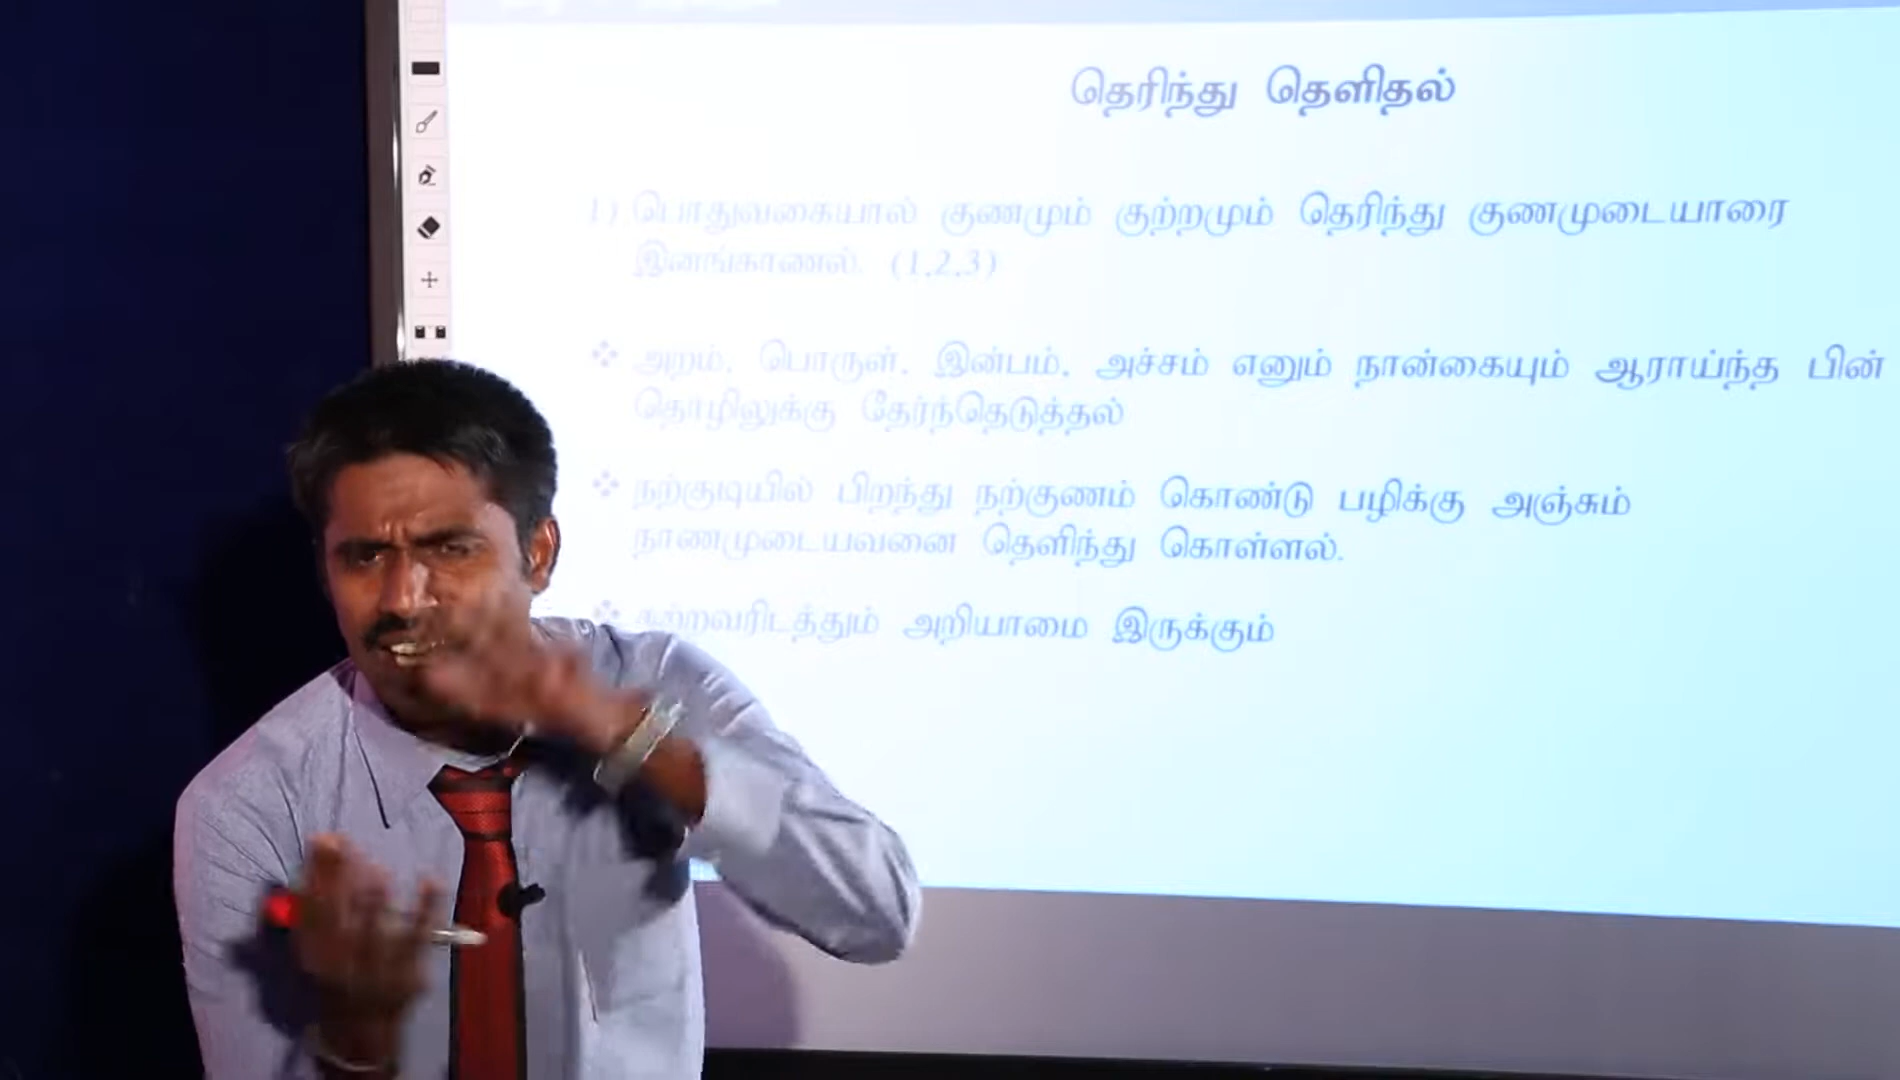 தெரிந்து தெளிதல்
1) பொதுவகையால் குணமும் குற்றமும் தெரிந்து குணமுடையாரை
இனங்காணல். (1,2,3)
❖ அறம், பொருள், இன்பம், அச்சம் எனும் நான்கையும் ஆராய்ந்த பின்
தொழிலுக்கு தேர்ந்தெடுத்தல்
❖ நற்குடியில் பிறந்து நற்குணம் கொண்டு பழிக்கு அஞ்சும்
நாணமுடையவனை தெளிந்து கொள்ளல்.
❖ கற்றவரிடத்தும் அறியாமை இருக்கும்